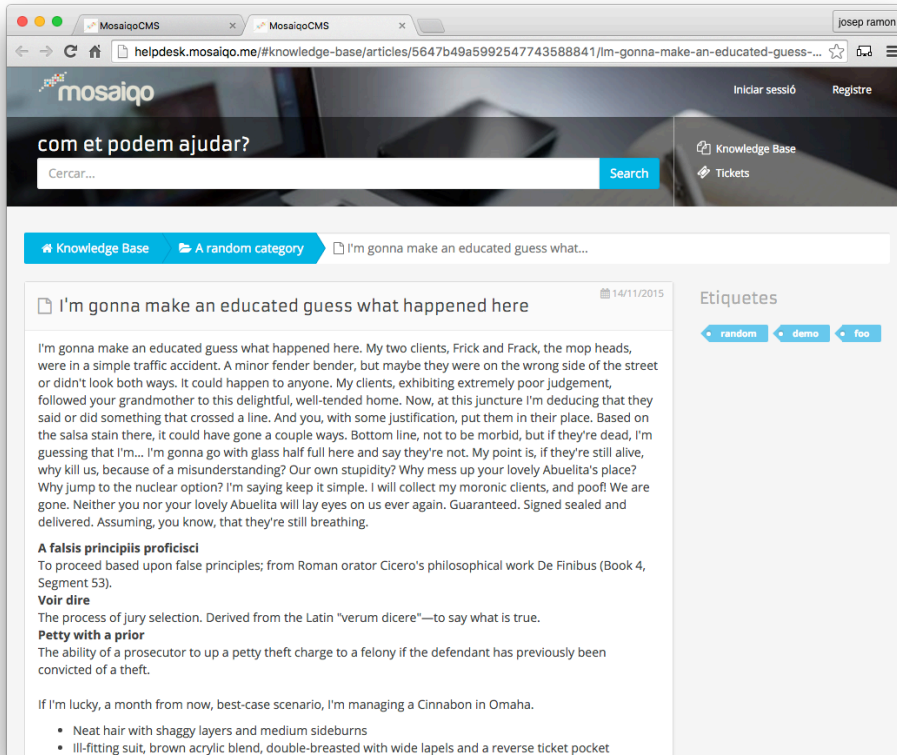 MosaiqoCMS
MosaiqoCMS
josep ramon
helpdesk.mosaiqo.me/#knowledge-base/articles/5647b49a5992547743588841/Im-gonna-make-an-educated-guess-...
mosaiqo
Iniciar sessió
Registre
com et podem ajudar?
Cercar...
Search
Knowledge Base
Tickets
Knowledge Base
A random category
I'm gonna make an educated guess what...
I'm gonna make an educated guess what happened here
14/11/2015
I'm gonna make an educated guess what happened here. My two clients, Frick and Frack, the mop heads,
were in a simple traffic accident. A minor fender bender, but maybe they were on the wrong side of the street
or didn't look both ways. It could happen to anyone. My clients, exhibiting extremely poor judgement,
followed your grandmother to this delightful, well-tended home. Now, at this juncture I'm deducing that they
said or did something that crossed a line. And you, with some justification, put them in their place. Based on
the salsa stain there, it could have gone a couple ways. Bottom line, not to be morbid, but if they're dead, I'm
guessing that I'm... I'm gonna go with glass half full here and say they're not. My point is, if they're still alive,
why kill us, because of a misunderstanding? Our own stupidity? Why mess up your lovely Abuelita's place?
Why jump to the nuclear option? I'm saying keep it simple. I will collect my moronic clients, and poof! We are
gone. Neither you nor your lovely Abuelita will lay eyes on us ever again. Guaranteed. Signed sealed and
delivered. Assuming, you know, that they're still breathing.
A falsis principiis proficisci
To proceed based upon false principles; from Roman orator Cicero's philosophical work De Finibus (Book 4,
Segment 53).
Voir dire
The process of jury selection. Derived from the Latin "verum dicere"—to say what is true.
Petty with a prior
The ability of a prosecutor to up a petty theft charge to a felony if the defendant has previously been
convicted of a theft.
If I'm lucky, a month from now, best-case scenario, I'm managing a Cinnabon in Omaha.
• Neat hair with shaggy layers and medium sideburns
• Ill-fitting suit, brown acrylic blend, double-breasted with wide lapels and a reverse ticket pocket
Etiquetes
random
demo
foo